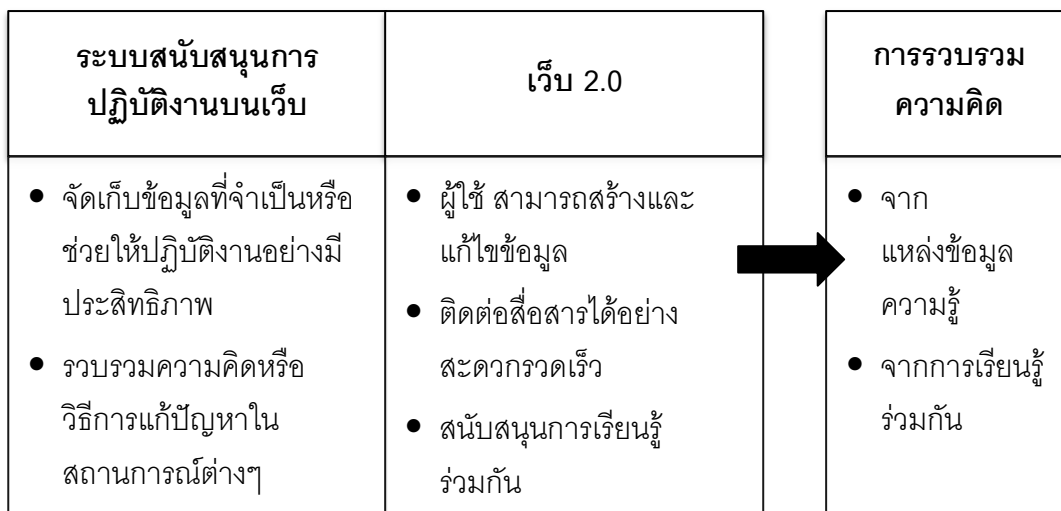 ระบบสนับสนุนการ
ปฏิบัติงานบนเว็บ
เว็บ 2.0
การรวบรวม
ความคิด
● จัดเก็บข้อมูลที่จำเป็นหรือ
ช่วยให้ปฏิบัติงานอย่างมี
ประสิทธิภาพ
● รวบรวมความคิดหรือ
วิธีการแก้ปัญหาใน
สถานการณ์ต่างๆ
● ผู้ใช้ สามารถสร้างและ
แก้ไขข้อมูล
● ติดต่อสื่อสารได้อย่าง
สะดวกรวดเร็ว
● สนับสนุนการเรียนรู้
ร่วมกัน
● จาก
แหล่งข้อมูล
ความรู้
● จากการเรียนรู้
ร่วมกัน